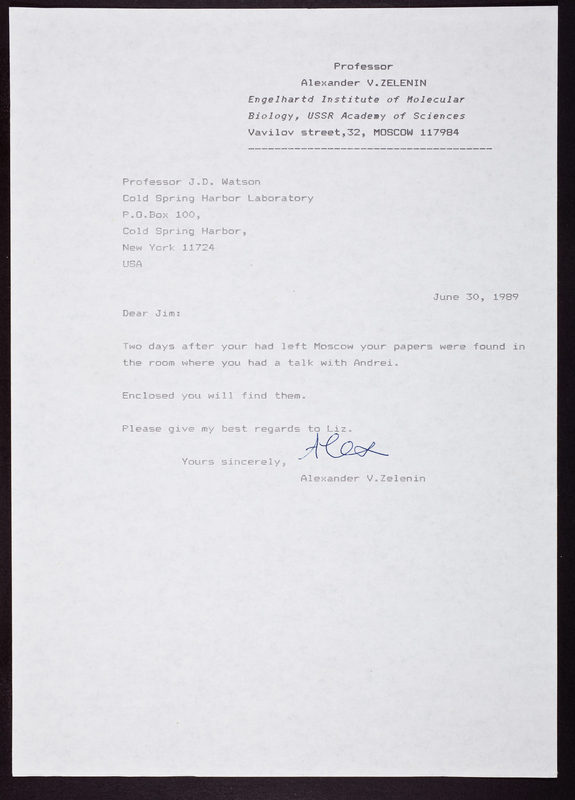 Professor
Alexander V.ZELENIN
Engelhartd Institute of Molecular
Biology, USSR Academy of Sciences
Vavilov street,32, MOSCOW 117984
Professor J.D. Watson
Cold Spring Harbor Laboratory
P.O.Box 100,
Cold Spring Harbor,
New York 11724
USA
June 30, 1989
Dear Jim:
Two days after your had left Moscow your papers were found in
the room where you had a talk with Andrei.
Enclosed you will find them.
Please give my best regards to Liz.
Alex
Yours sincerely,
Alexander V.Zelenin